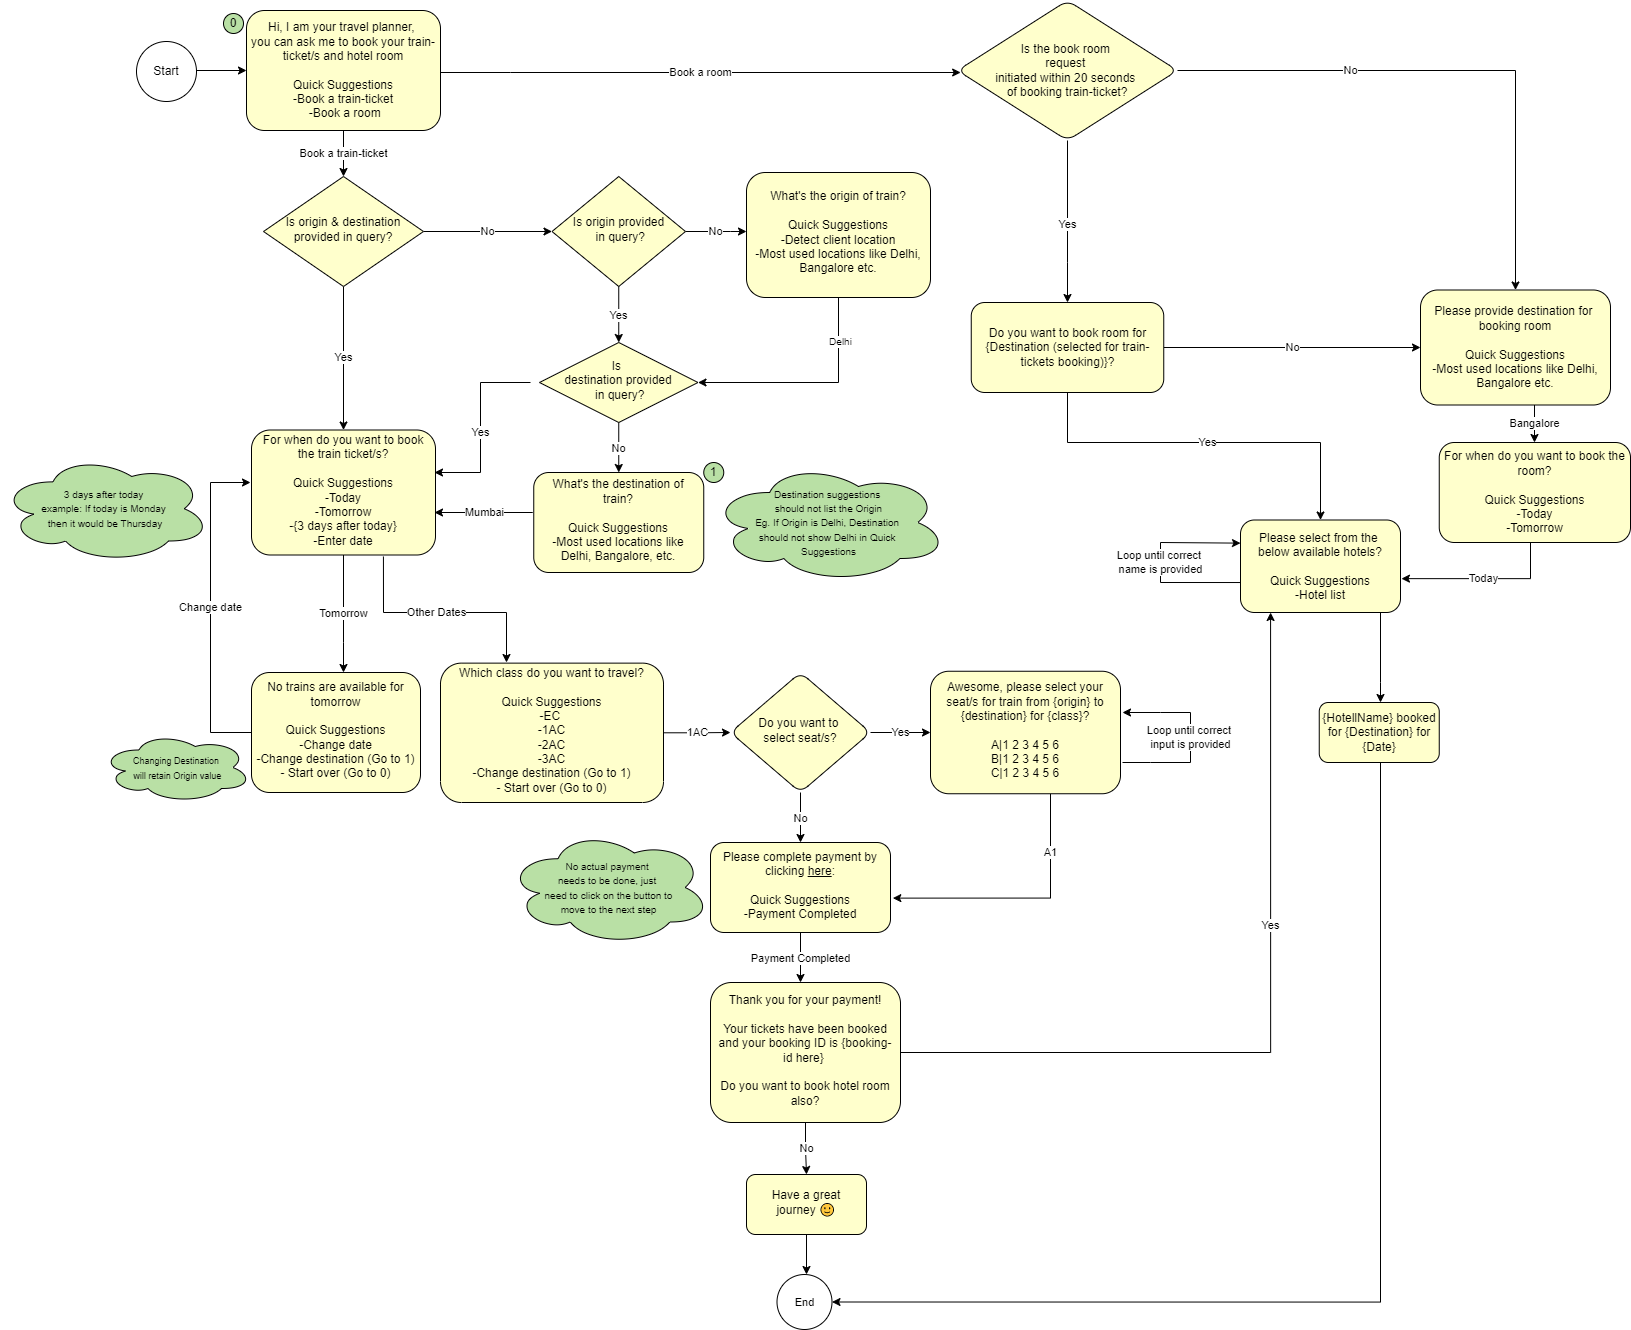 0
Hi, I am your travel planner,
you can ask me to book your train-
ticket/s and hotel room
Quick Suggestions
-Book a train-ticket
-Book a room
Start
Book a room
Is the book room
request
initiated within 20 seconds
of booking train-ticket?
No
Book a train-ticket
Is origin & destination
provided in query?
No
Is origin provided
in query?
No
What's the origin of train?
Quick Suggestions
-Detect client location
-Most used locations like Delhi,
Bangalore etc.
Yes
Yes
Delhi
Yes
Do you want to book room for
{Destination (selected for train-
tickets booking)}?
No
Please provide destination for
booking room
Quick Suggestions
-Most used locations like Delhi,
Bangalore etc.
Is
destination provided
in query?
Yes
No
Yes
Bangalore
For when do you want to book
the train ticket/s?
Quick Suggestions
-Today
-Tomorrow
-{3 days after today}
-Enter date
3 days after today
example: If today is Monday
then it would be Thursday
Mumbai
1
What's the destination of
train?
Quick Suggestions
-Most used locations like
Delhi, Bangalore, etc.
Destination suggestions
should not list the Origin
Eg. If Origin is Delhi, Destination
should not show Delhi in Quick
Suggestions
For when do you want to book the
room?
Quick Suggestions
-Today
-Tomorrow
Today
Please select from the
below available hotels?
Quick Suggestions
-Hotel list
Loop until correct
name is provided
Change date
Tomorrow
Other Dates
No trains are available for
tomorrow
Quick Suggestions
-Change date
-Change destination (Go to 1)
- Start over (Go to 0)
Changing Destination
will retain Origin value
Which class do you want to travel?
Quick Suggestions
-EC
-1AC
-2AC
-3AC
-Change destination (Go to 1)
- Start over (Go to 0)
1AC
Do you want to
select seat/s?
Yes
Awesome, please select your
seat/s for train from {origin} to
{destination} for {class}?
A|1 2 3 4 5 6
B|1 2 3 4 5 6
C|1 2 3 4 5 6
Loop until correct
input is provided
{HotellName} booked
for {Destination} for
{Date}
No
A1
No actual payment
needs to be done, just
need to click on the button to
move to the next step
Please complete payment by
clicking here:
Quick Suggestions
-Payment Completed
Payment Completed
Yes
Thank you for your payment!
Your tickets have been booked
and your booking ID is {booking-
id here}
Do you want to book hotel room
also?
No
Have a great
journey 🙂
End